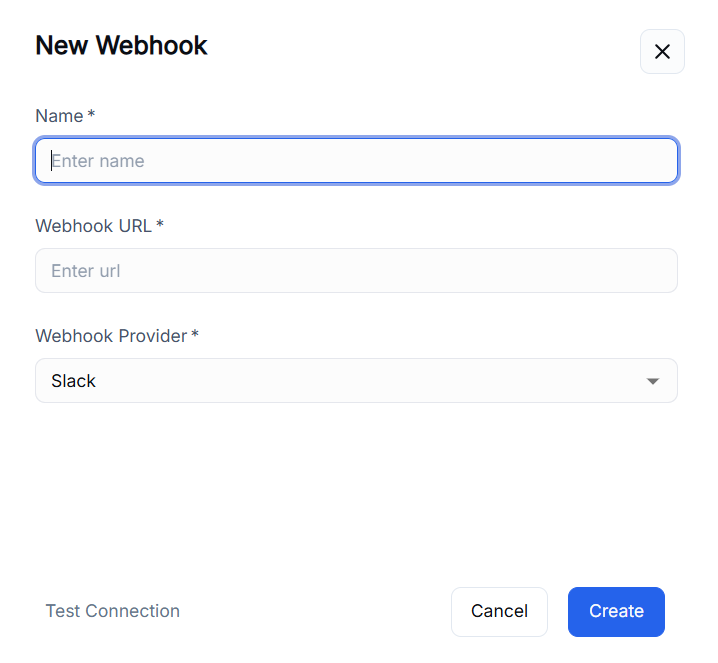 New Webhook
Name *
Enter name
Webhook URL *
Enter url
Webhook Provider *
Slack
Test Connection
Cancel
Create